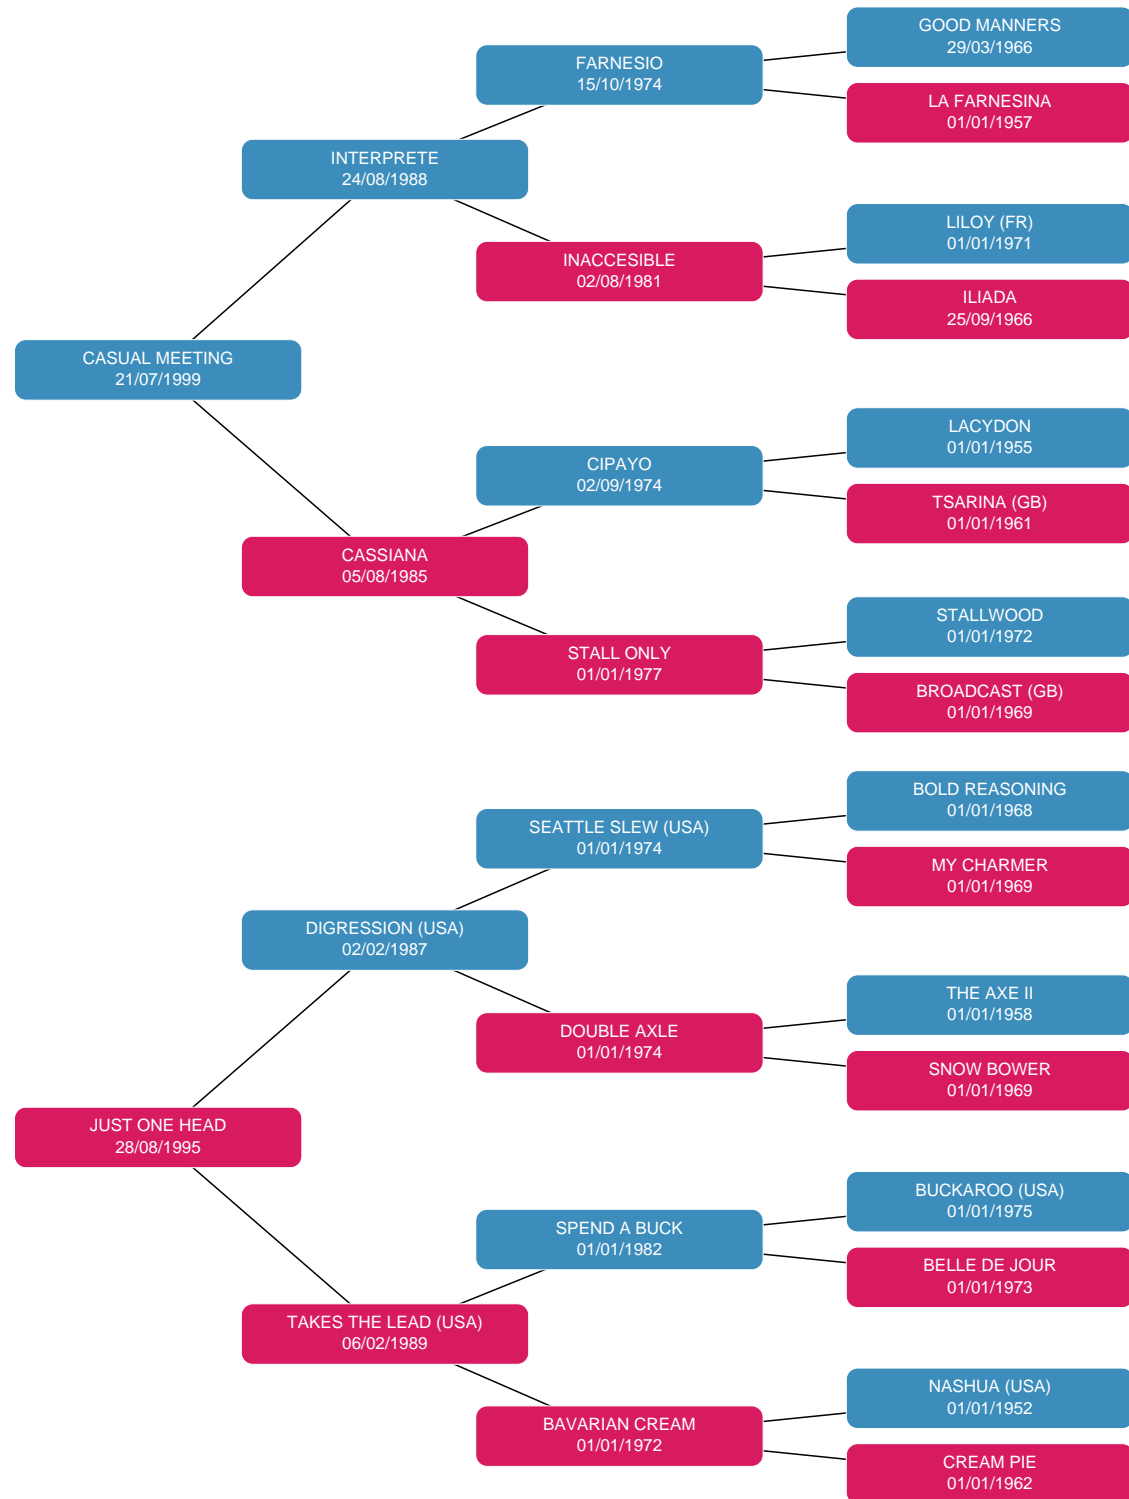 GOOD MANNERS
29/03/1966
FARNESIO
15/10/1974
LA FARNESINA
01/01/1957
INTERPRETE
24/08/1988
LILOY (FR)
01/01/1971
INACCESIBLE
02/08/1981
ILIADA
25/09/1966
CASUAL MEETING
21/07/1999
LACYDON
01/01/1955
CIPAYO
02/09/1974
TSARINA (GB)
01/01/1961
CASSIANA
05/08/1985
STALLWOOD
01/01/1972
STALL ONLY
01/01/1977
BROADCAST (GB)
01/01/1969
BOLD REASONING
01/01/1968
SEATTLE SLEW (USA)
01/01/1974
MY CHARMER
01/01/1969
DIGRESSION (USA)
02/02/1987
THE AXE II
01/01/1958
DOUBLE AXLE
01/01/1974
SNOW BOWER
01/01/1969
JUST ONE HEAD
28/08/1995
BUCKAROO (USA)
01/01/1975
SPEND A BUCK
01/01/1982
BELLE DE JOUR
01/01/1973
TAKES THE LEAD (USA)
06/02/1989
NASHUA (USA)
01/01/1952
BAVARIAN CREAM
01/01/1972
CREAM PIE
01/01/1962